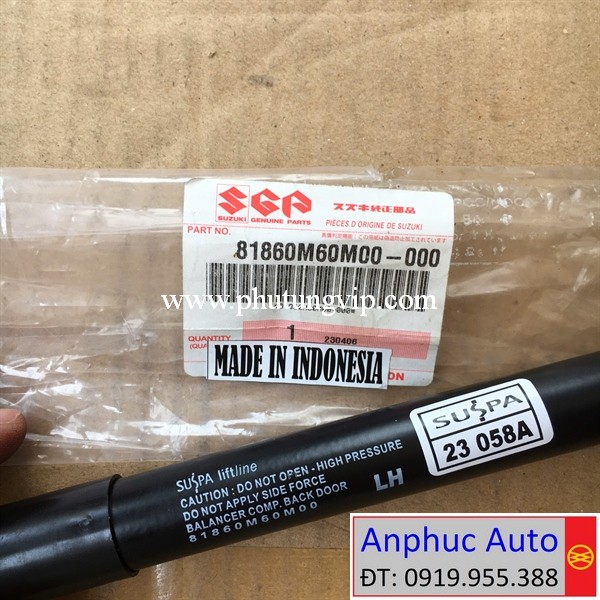 SGP
SUZUKI
GENUINE PARTS
スズキ純正部品
PIÈCES D'ORIGINE DE SUZUKI
PART NO.
81860M60M00-000
www.phutungvip.com
QUANTITY
1
230406
MADE IN INDONESIA
SUSPA
23 058A
SUSPA liftline
CAUTION : DO NOT OPEN - HIGH PRESSURE
DO NOT APPLY SIDE FORCE
BALANCER COMP. BACK DOOR
81860M60M00
LH
Anphuc Auto
ĐT: 0919.955.388